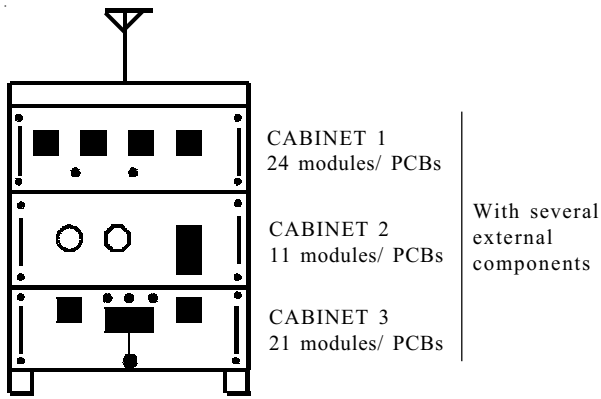 CABINET 1
24 modules/ PCBs
CABINET 2
11 modules/ PCBs
CABINET 3
21 modules/ PCBs
With several
external
components